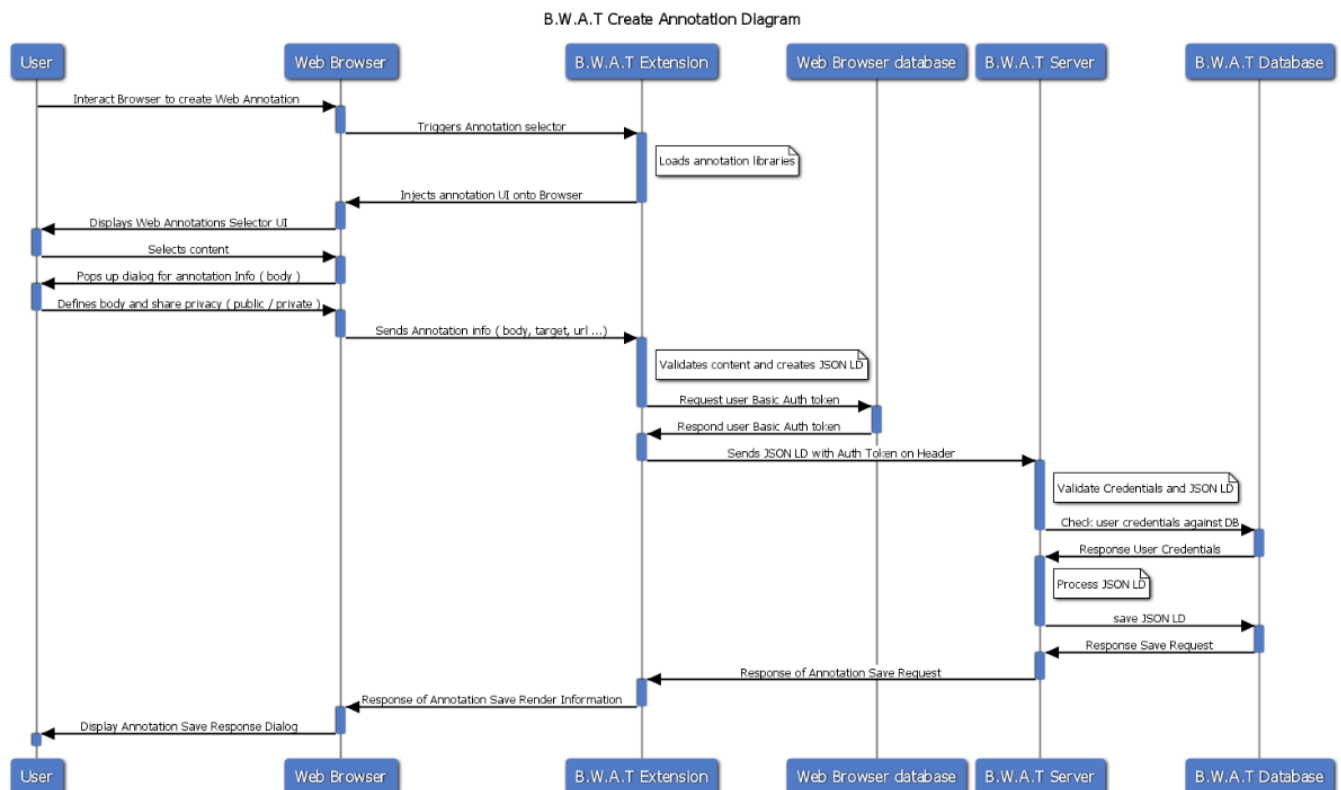 B.W.A.T Create Annotation Diagram
User
Web Browser
B.W.A.T Extension
Web Browser database
B.W.A.T Server
B.W.A.T Database
Interact Browser to create Web Annotation
Triggers Annotation selector
Loads annotation libraries
Injects annotation UI onto Browser
Displays Web Annotations Selector UI
Selects content
Pops up dialog for annotation Info ( body )
Defines body and share privacy ( public / private )
Sends Annotation info ( body, target, url ...)
Validates content and creates JSON LD
Request user Basic Auth token
Respond user Basic Auth token
Sends JSON LD with Auth Token on Header
Validate Credentials and JSON LD
Check user credentials against DB
Response User Credentials
Process JSON LD
save JSON LD
Response Save Request
Response of Annotation Save Request
Response of Annotation Save Render Information
Display Annotation Save Response Dialog
User
Web Browser
B.W.A.T Extension
Web Browser database
B.W.A.T Server
B.W.A.T Database